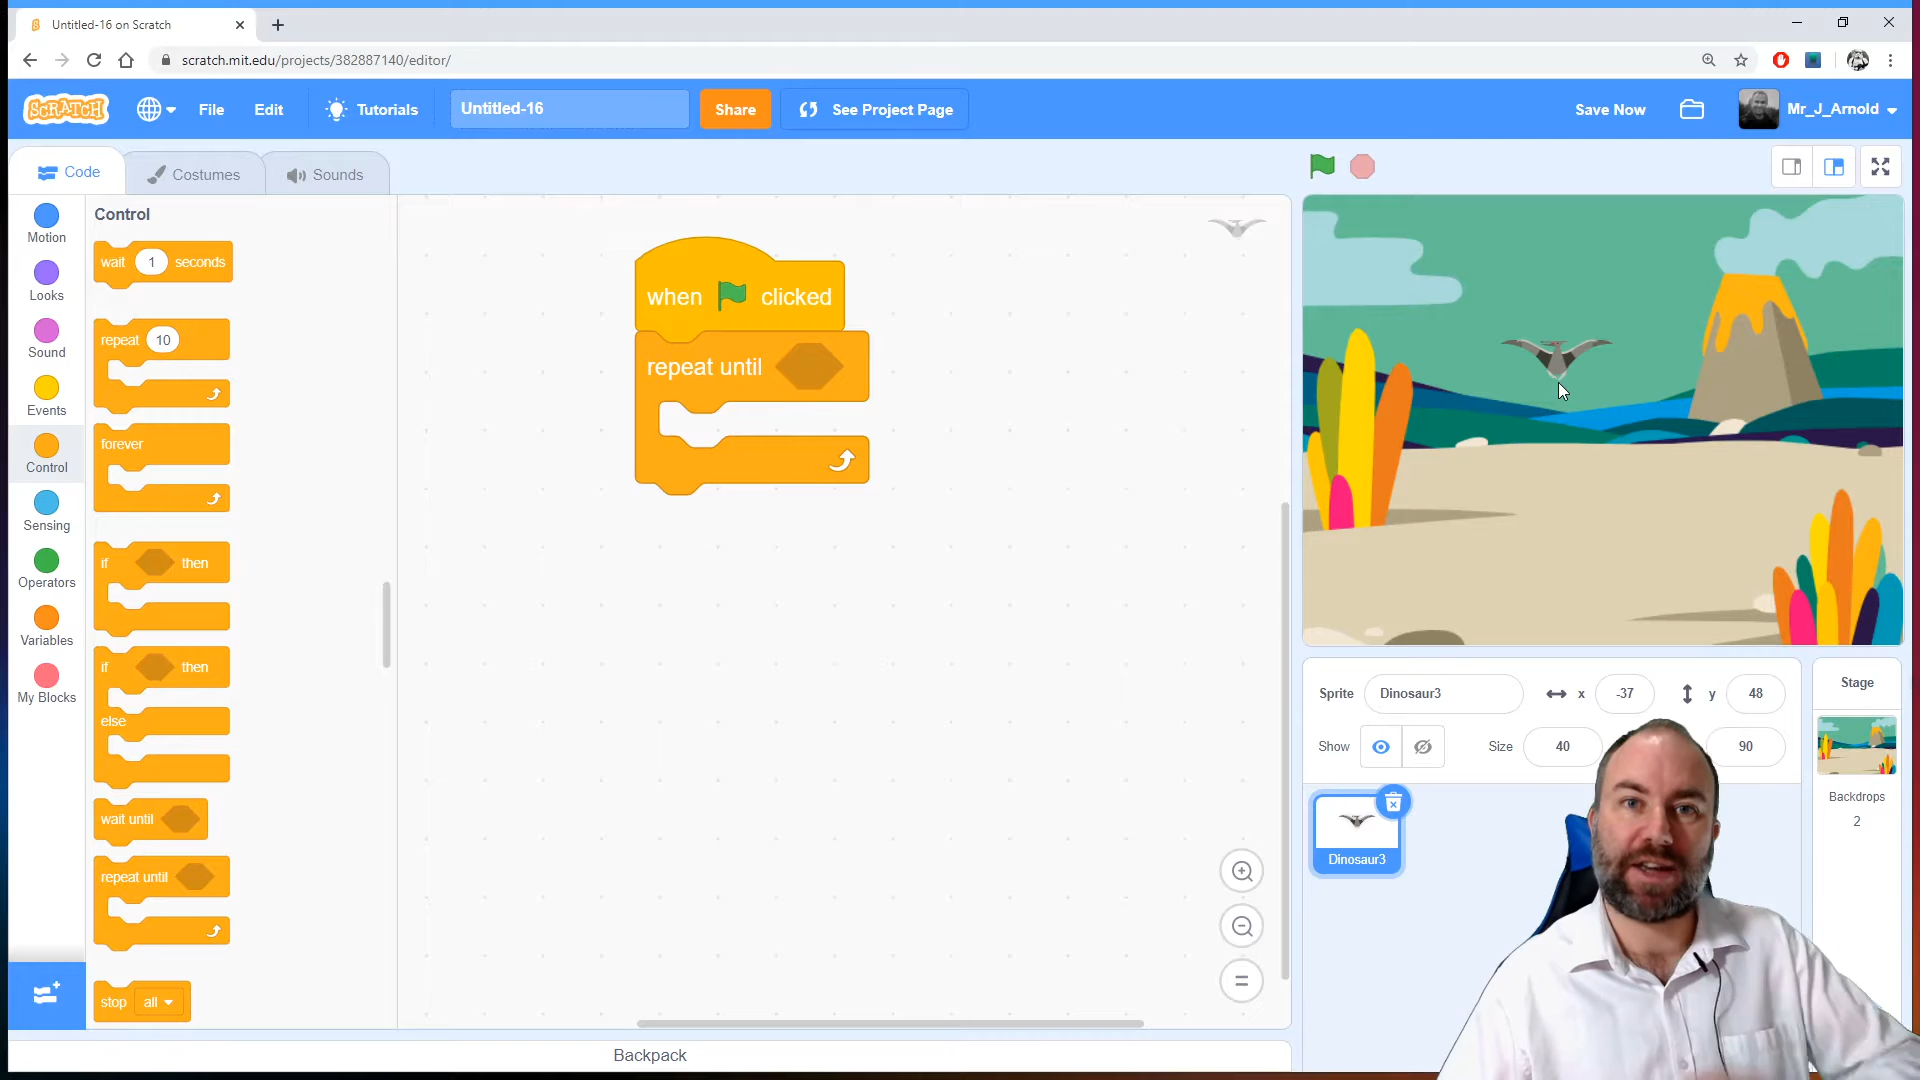 Untitled-16 on Scratch
scratch.mit.edu/projects/382887140/editor/
SCRATCH
File
Edit
Tutorials
Untitled-16
Share
See Project Page
Save Now
Mr_J_Arnold
Code
Costumes
Sounds
Motion
Looks
Sound
Events
Control
Sensing
Operators
Variables
My Blocks
Control
wait 1 seconds
repeat 10
forever
if then
if then
else
wait until
repeat until
stop all
when clicked
repeat until
Backpack
Sprite Dinosaur3 x -37 y 48
Show Size 40 90
Dinosaur3
Stage
Backdrops
2